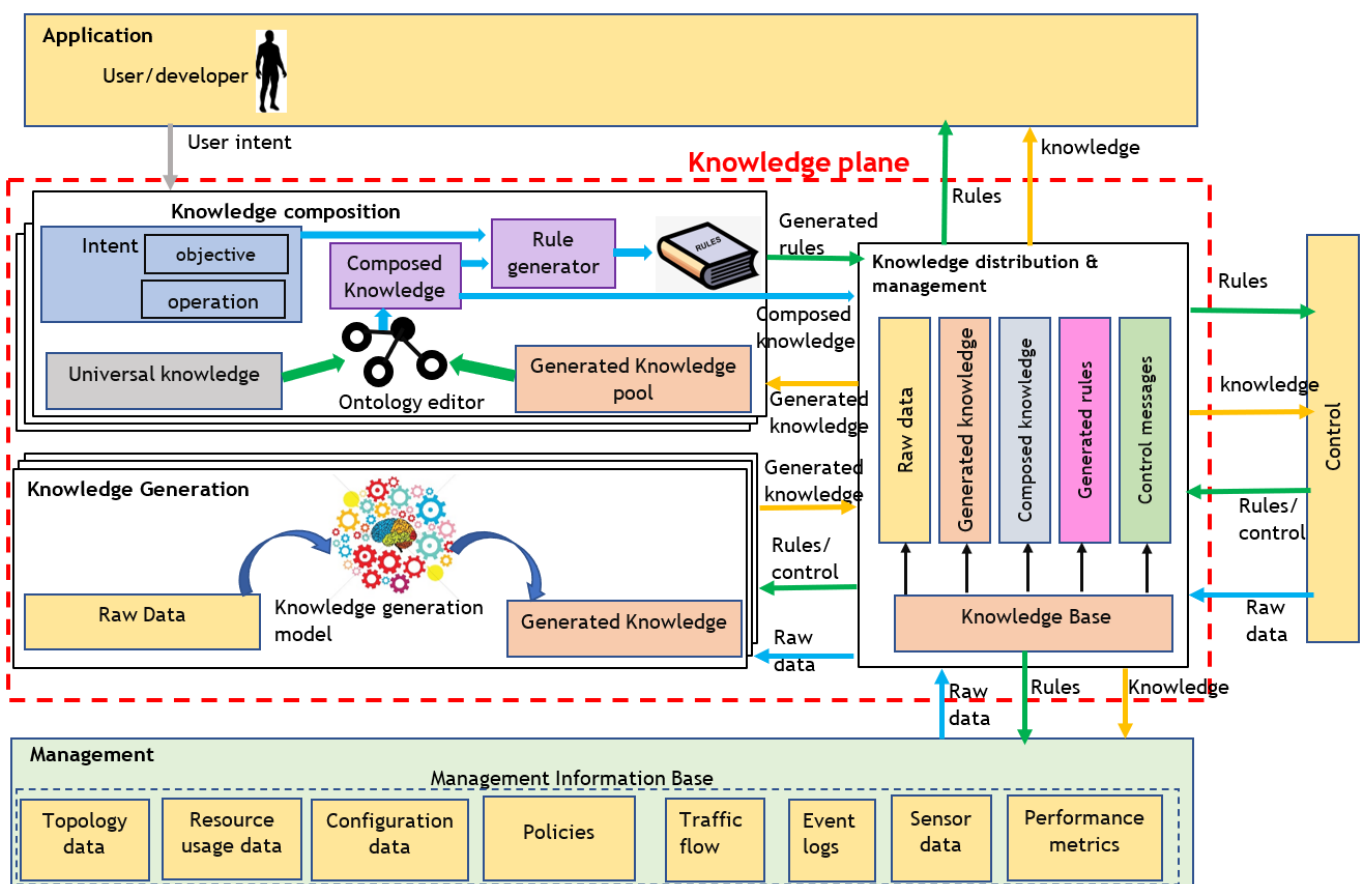 Application
User/developer
User intent
knowledge
Knowledge plane
Rules
Knowledge composition
Intent
objective
operation
Composed
Knowledge
Rule
generator
RULES
Generated
rules
Composed
knowledge
Universal knowledge
Ontology editor
Generated Knowledge
pool
Generated
knowledge
Knowledge distribution &
management
Raw data
Generated knowledge
Composed knowledge
Generated rules
Control messages
Knowledge Base
Rules
knowledge
Rules/
control
Raw
data
Control
Knowledge Generation
Raw Data
Knowledge generation
model
Generated Knowledge
Generated
knowledge
Rules/
control
Raw
data
Raw
data
Rules
Knowledge
Management
Management Information Base
Topology
data
Resource
usage data
Configuration
data
Policies
Traffic
flow
Event
logs
Sensor
data
Performance
metrics